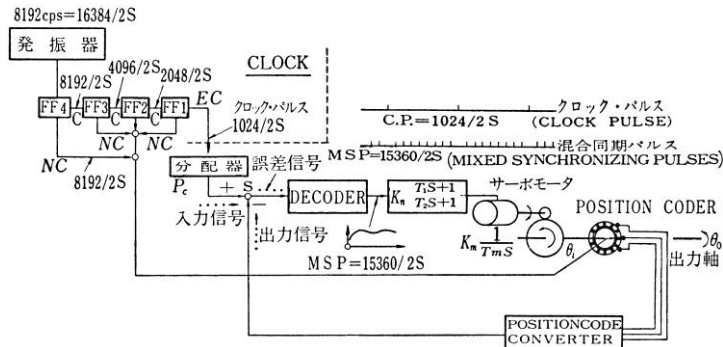 8192cps=16384/2S
発振器
8192/2S
4096/2S
2048/2S
CLOCK
FF4
C
FF3
C
FF2
C
FF1
EC
クロック・パルス
1024/2S
NC
NC
NC
8192/2S
クロック・パルス
C.P.=1024/2S
(CLOCK PULSE)
混合同期パルス
MSP=15360/2S
(MIXED SYNCHRONIZING PULSES)
分配器
誤差信号
Pc
+
S
−
DECODER
Kn
T₁S+1
T₂S+1
サーボモータ
POSITION CODER
入力信号
出力信号
Km 1
TmS
θi
θo
出力軸
MSP=15360/2S
POSITIONCODE
CONVERTER